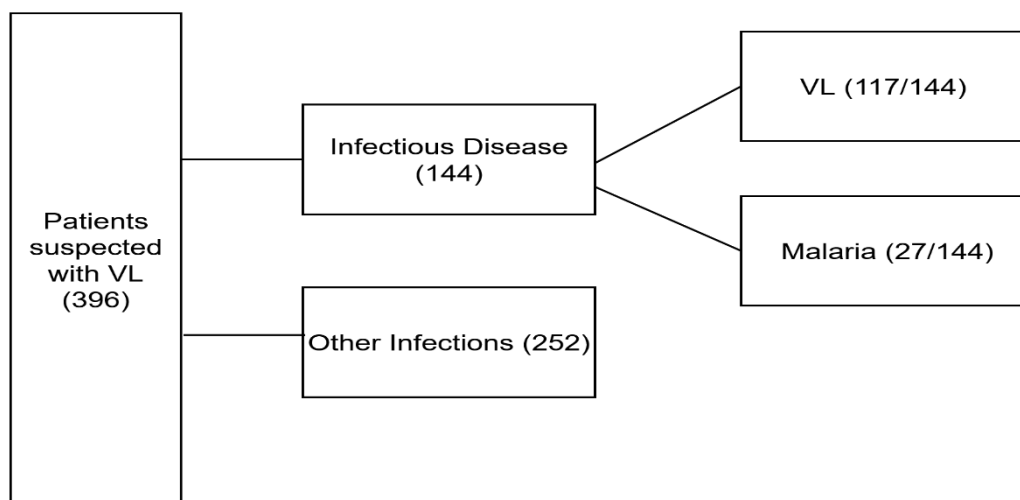 Patients
suspected
with VL
(396)
Infectious Disease
(144)
Other Infections (252)
VL (117/144)
Malaria (27/144)